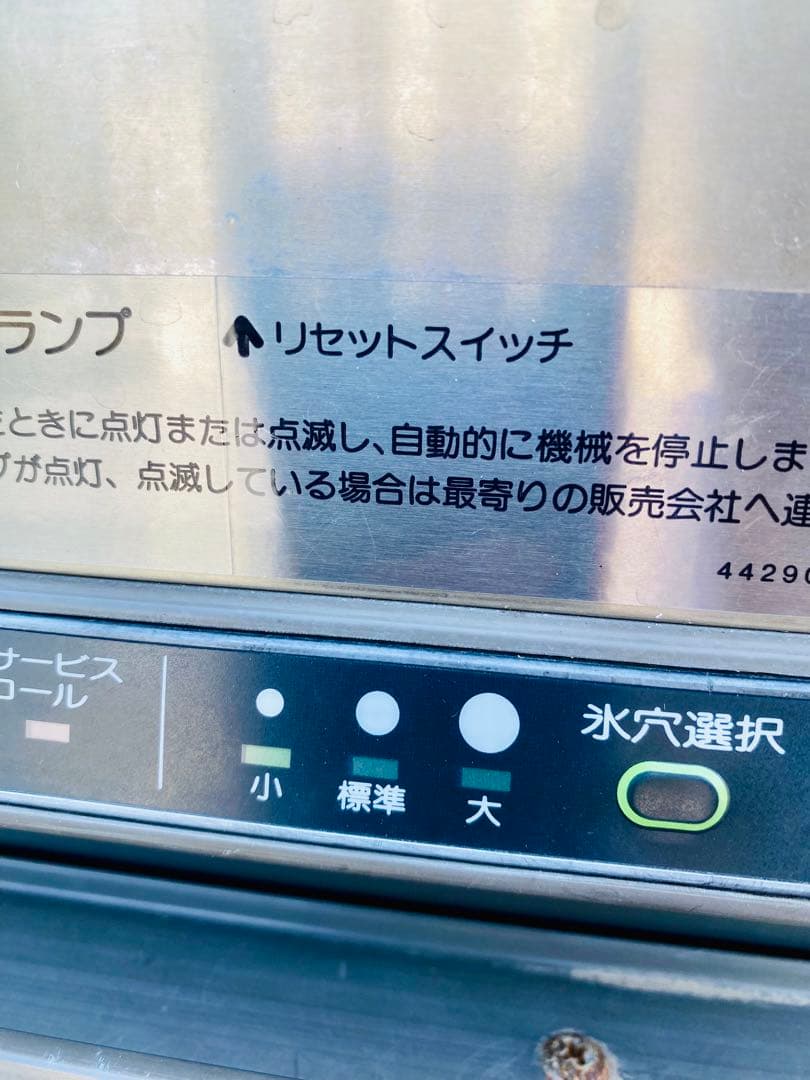 ランプ
↑リセットスイッチ
ときに点灯または点滅し、自動的に機械を停止しま
が点灯、点滅している場合は最寄りの販売会社へ連
4429
サービス
コール
小
標準
大
氷穴選択